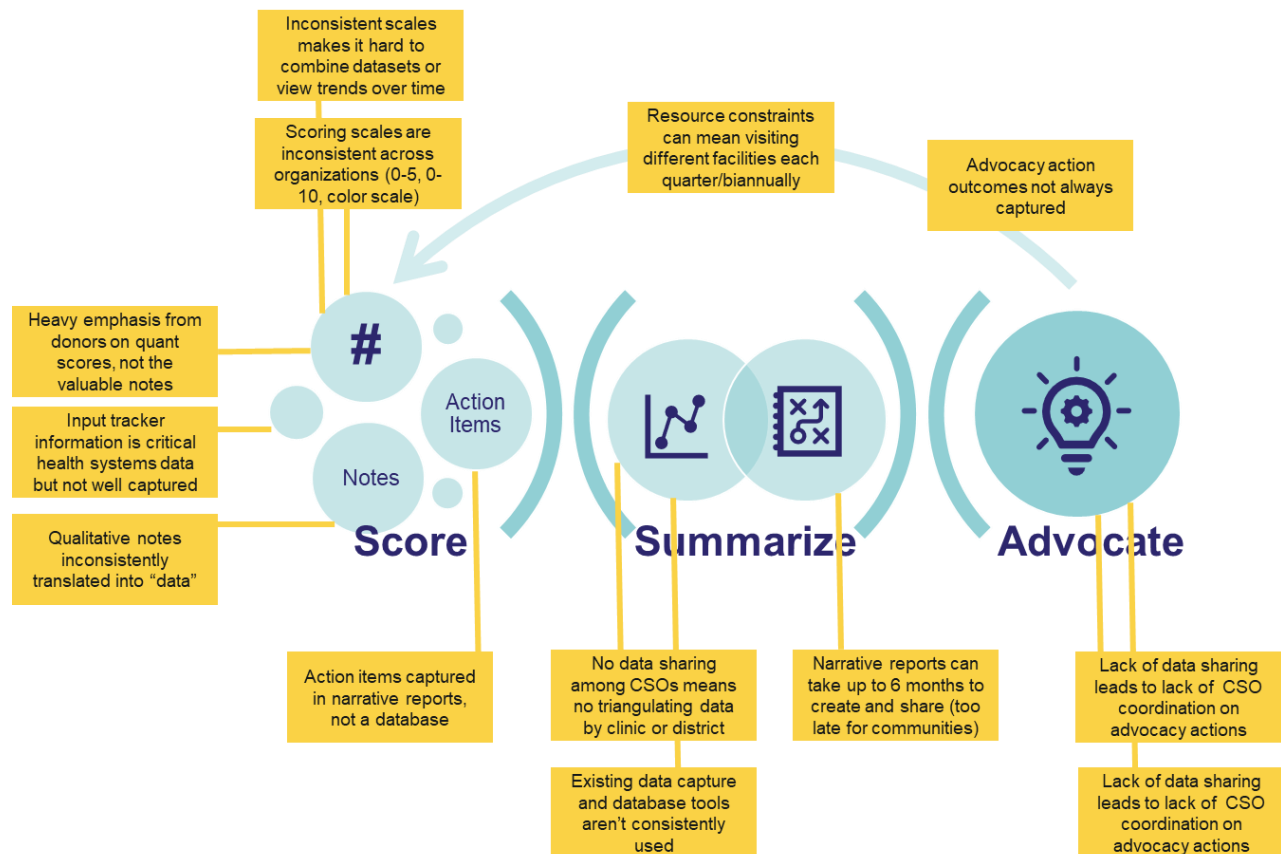 Inconsistent scales
makes it hard to
combine datasets or
view trends over time
Scoring scales are
inconsistent across
organizations (0-5, 0-
10, color scale)
Resource constraints
can mean visiting
different facilities each
quarter/biannually
Advocacy action
outcomes not always
captured
Heavy emphasis from
donors on quant
scores, not the
valuable notes
Input tracker
information is critical
health systems data
but not well captured
Qualitative notes
inconsistently
translated into “data”
#
Action
Items
Notes
Score
Summarize
Advocate
Action items captured
in narrative reports,
not a database
No data sharing
among CSOs means
no triangulating data
by clinic or district
Existing data capture
and database tools
aren’t consistently
used
Narrative reports can
take up to 6 months to
create and share (too
late for communities)
Lack of data sharing
leads to lack of CSO
coordination on
advocacy actions
Lack of data sharing
leads to lack of CSO
coordination on
advocacy actions